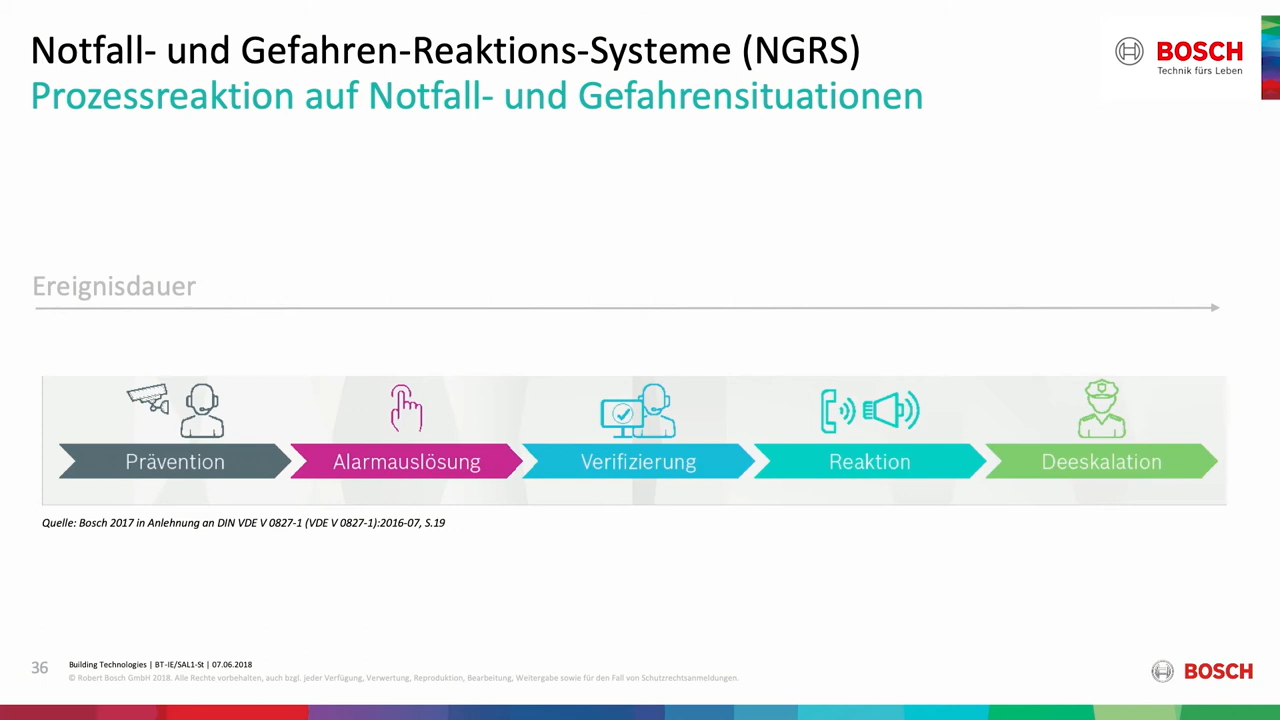 Notfall- und Gefahren-Reaktions-Systeme (NGRS)
Prozessreaktion auf Notfall- und Gefahrensituationen
BOSCH
Technik fürs Leben
Ereignisdauer
Prävention
Alarmauslösung
Verifizierung
Reaktion
Deeskalation
Quelle: Bosch 2017 in Anlehnung an DIN VDE V 0827-1 (VDE V 0827-1):2016-07, S.19
36
Building Technologies | BT-IE/SAL1-St | 07.06.2018
© Robert Bosch GmbH 2018. Alle Rechte vorbehalten, auch bzgl. jeder Verfügung, Verwertung, Reproduktion, Bearbeitung, Weitergabe sowie für den Fall von Schutzrechtsanmeldungen.
BOSCH